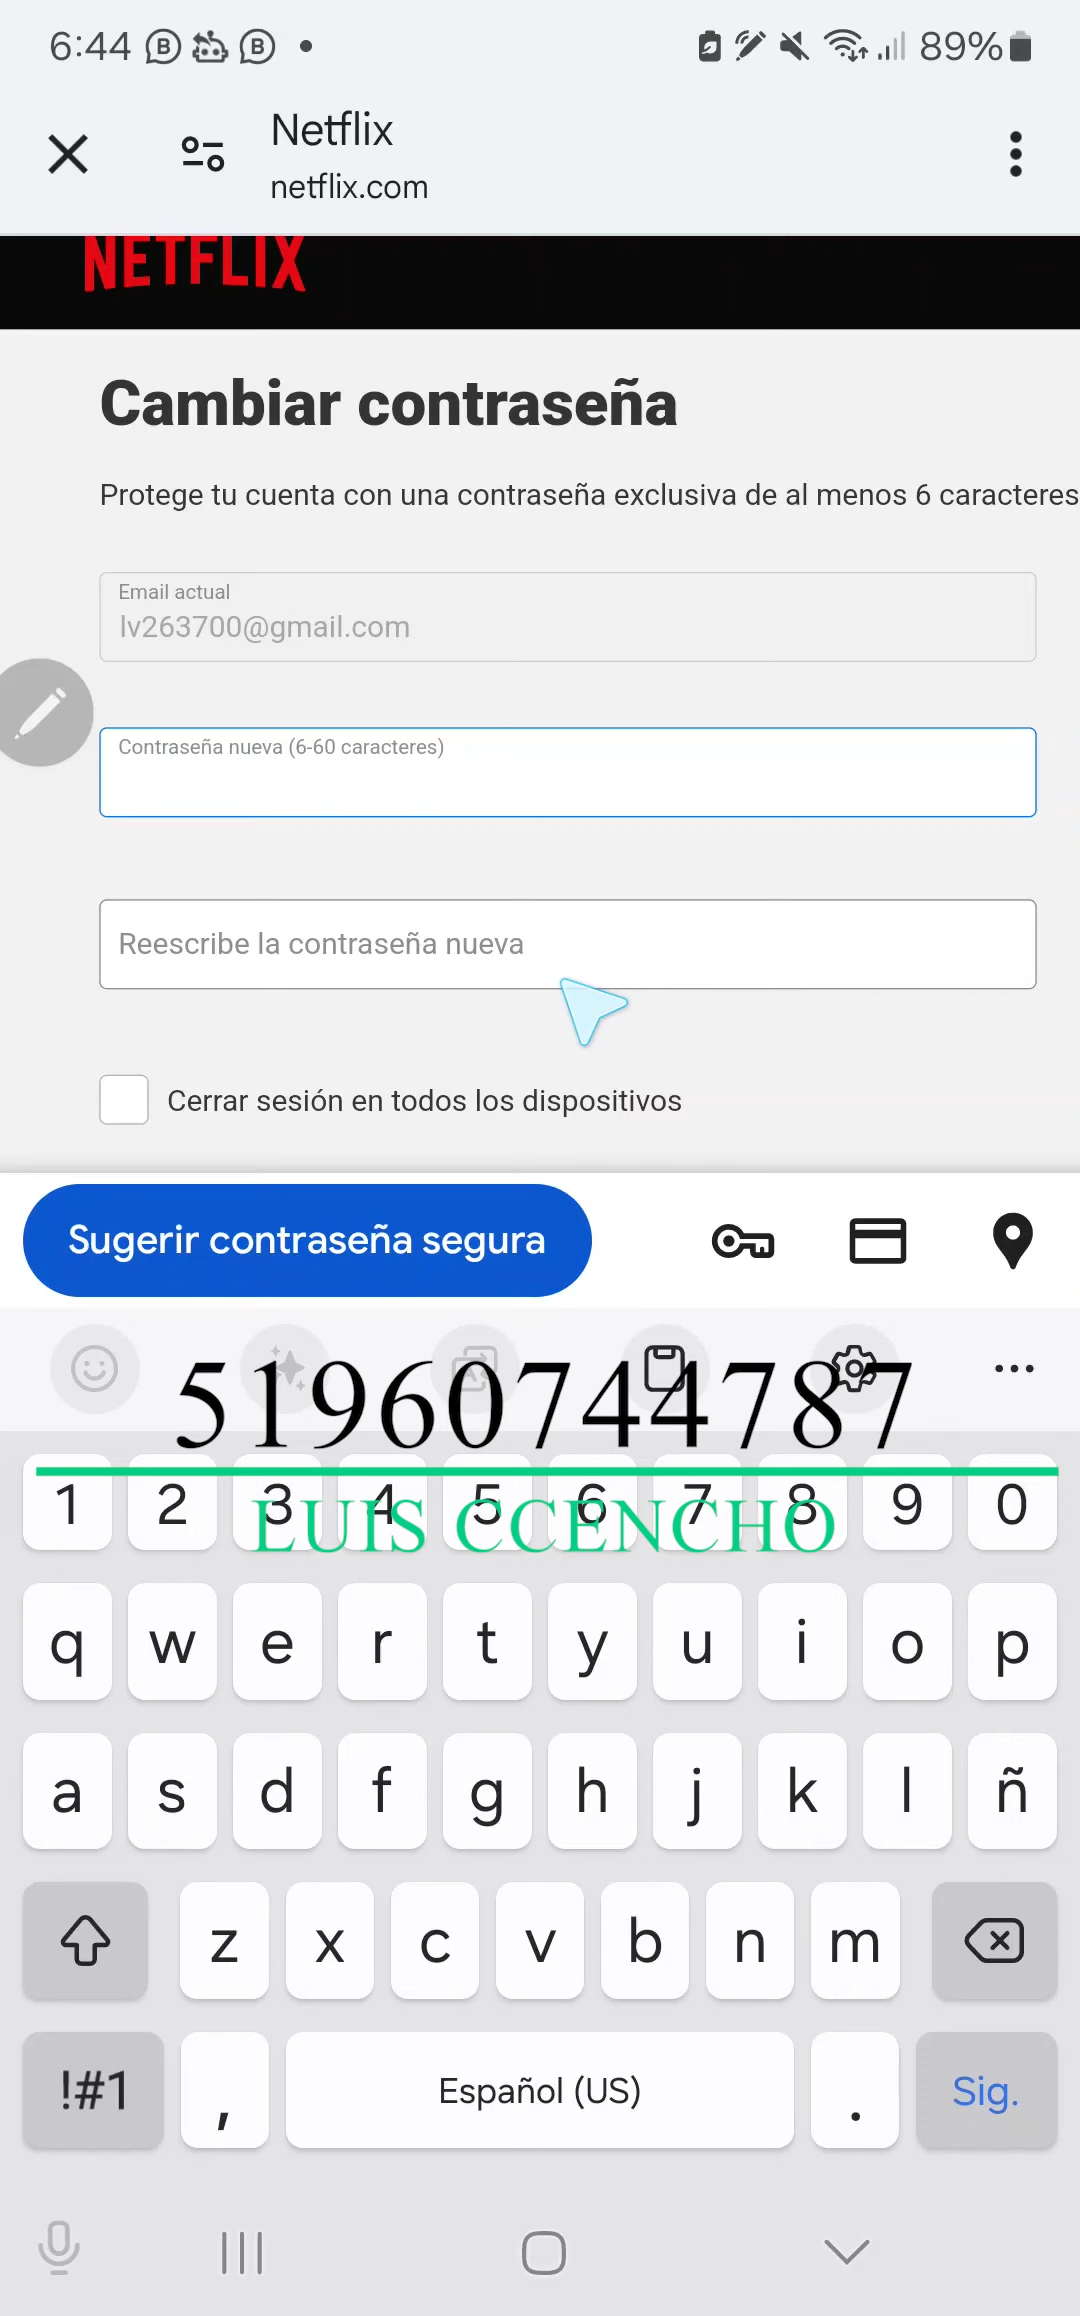 6:44 B B 89%
Netflix
netflix.com
NETFLIX
Cambiar contraseña
Protege tu cuenta con una contraseña exclusiva de al menos 6 caracteres
Email actual
lv263700@gmail.com
Contraseña nueva (6-60 caracteres)
Reescribe la contraseña nueva
Cerrar sesión en todos los dispositivos
Sugerir contraseña segura
51960744787
1 2 3 4 5 6 7 8 9 0
LUIS CCENCHO
q w e r t y u i o p
a s d f g h j k l ñ
z x c v b n m
!#1 , Español (US) . Sig.